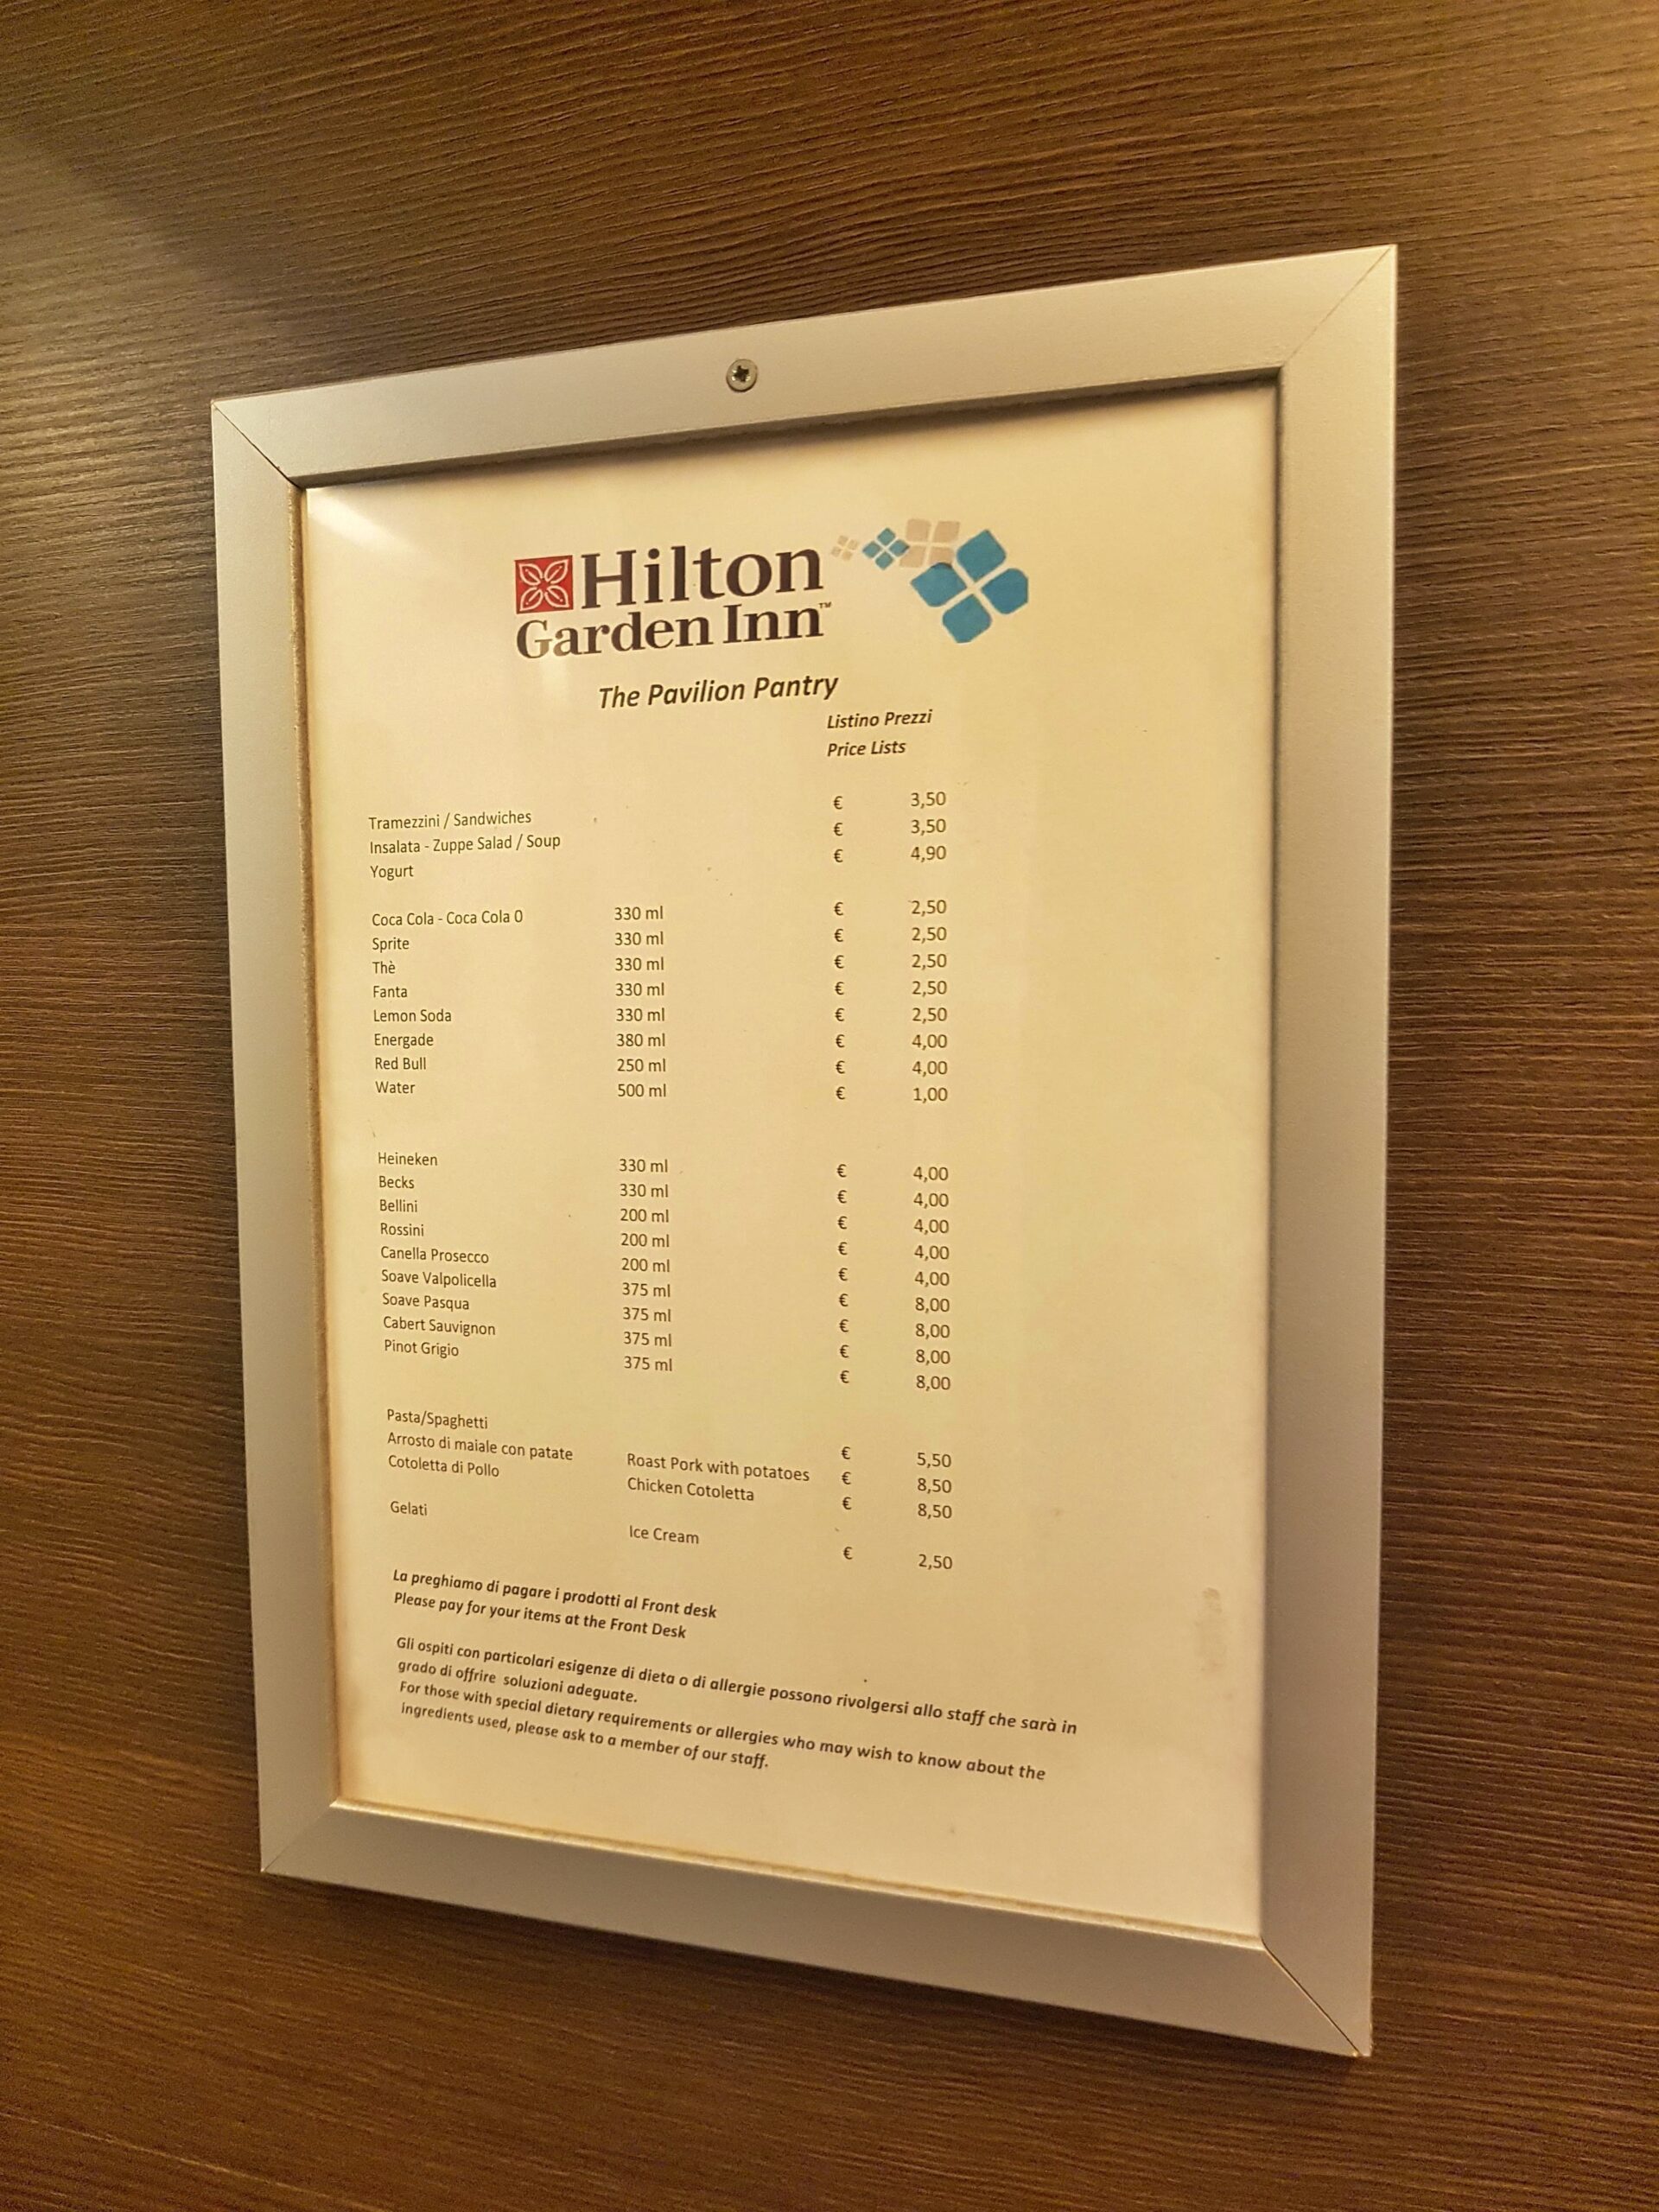 Hilton
Garden Inn™
The Pavilion Pantry
Listino Prezzi
Price Lists
Tramezzini / Sandwiches € 3,50
Insalata - Zuppe Salad / Soup € 3,50
Yogurt € 4,90
Coca Cola - Coca Cola 0 330 ml € 2,50
Sprite 330 ml € 2,50
Thè 330 ml € 2,50
Fanta 330 ml € 2,50
Lemon Soda 330 ml € 2,50
Energade 380 ml € 4,00
Red Bull 250 ml € 4,00
Water 500 ml € 1,00
Heineken 330 ml € 4,00
Becks 330 ml € 4,00
Bellini 200 ml € 4,00
Rossini 200 ml € 4,00
Canella Prosecco 200 ml € 4,00
Soave Valpolicella 375 ml € 8,00
Soave Pasqua 375 ml € 8,00
Cabert Sauvignon 375 ml € 8,00
Pinot Grigio 375 ml € 8,00
Pasta/Spaghetti € 5,50
Arrosto di maiale con patate Roast Pork with potatoes € 8,50
Cotoletta di Pollo Chicken Cotoletta € 8,50
Gelati Ice Cream € 2,50
La preghiamo di pagare i prodotti al Front desk
Please pay for your items at the Front Desk
Gli ospiti con particolari esigenze di dieta o di allergie possono rivolgersi allo staff che sarà in
grado di offrire soluzioni adeguate.
For those with special dietary requirements or allergies who may wish to know about the
ingredients used, please ask to a member of our staff.